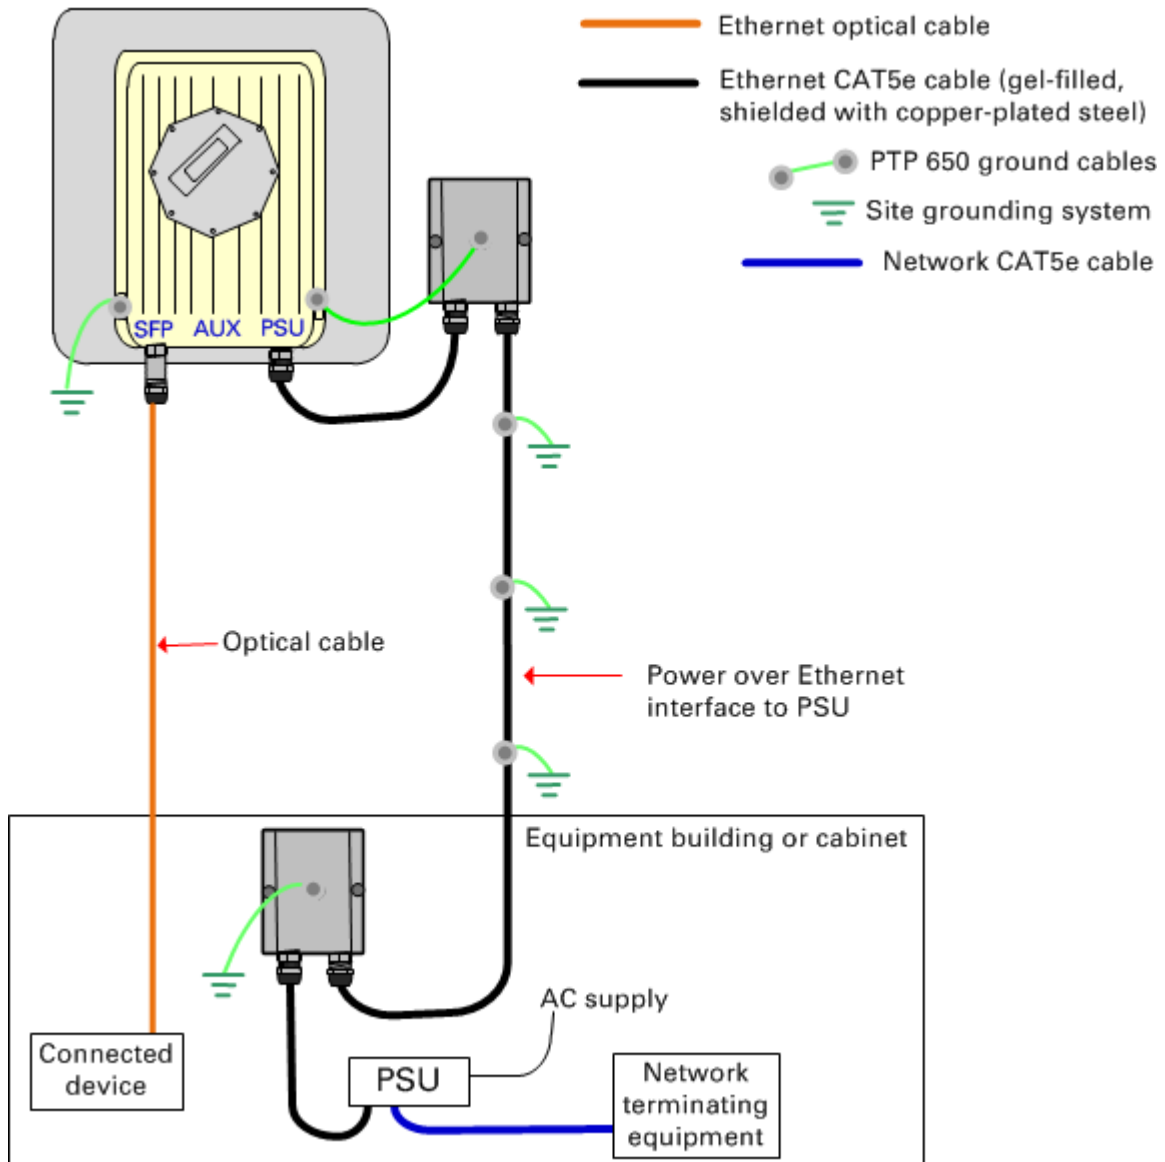 Ethernet optical cable
Ethernet CAT5e cable (gel-filled,
shielded with copper-plated steel)
PTP 650 ground cables
Site grounding system
Network CAT5e cable
SFP AUX PSU
Optical cable
Power over Ethernet
interface to PSU
Equipment building or cabinet
AC supply
Connected
device
PSU
Network
terminating
equipment